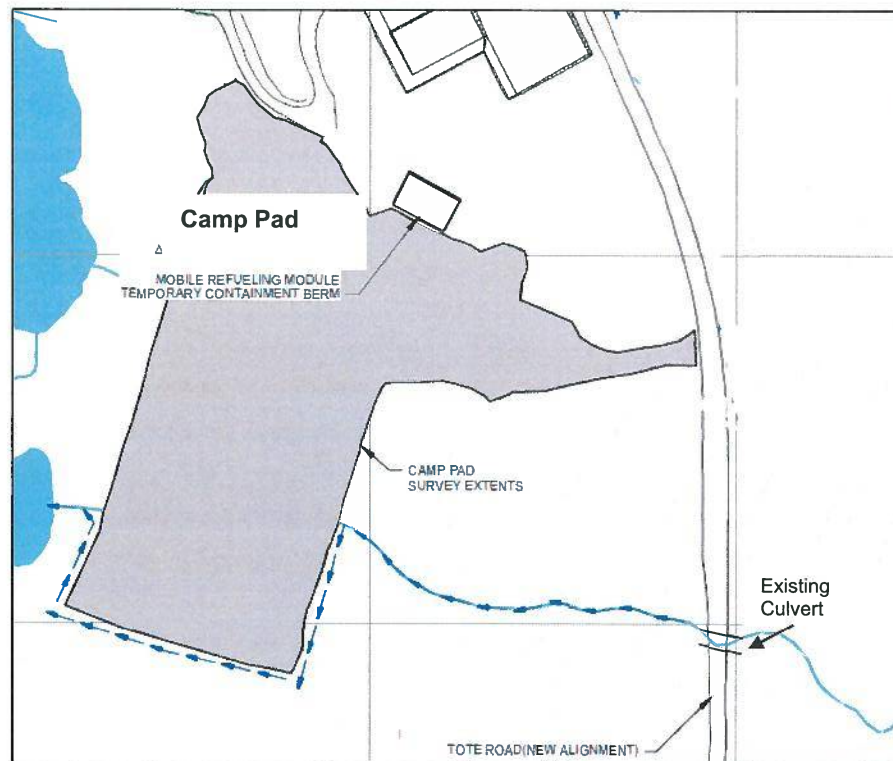 Camp Pad
MOBILE REFUELING MODULE
TEMPORARY CONTAINMENT BERM
CAMP PAD
SURVEY EXTENTS
Existing
Culvert
TOTE ROAD(NEW ALIGNMENT)